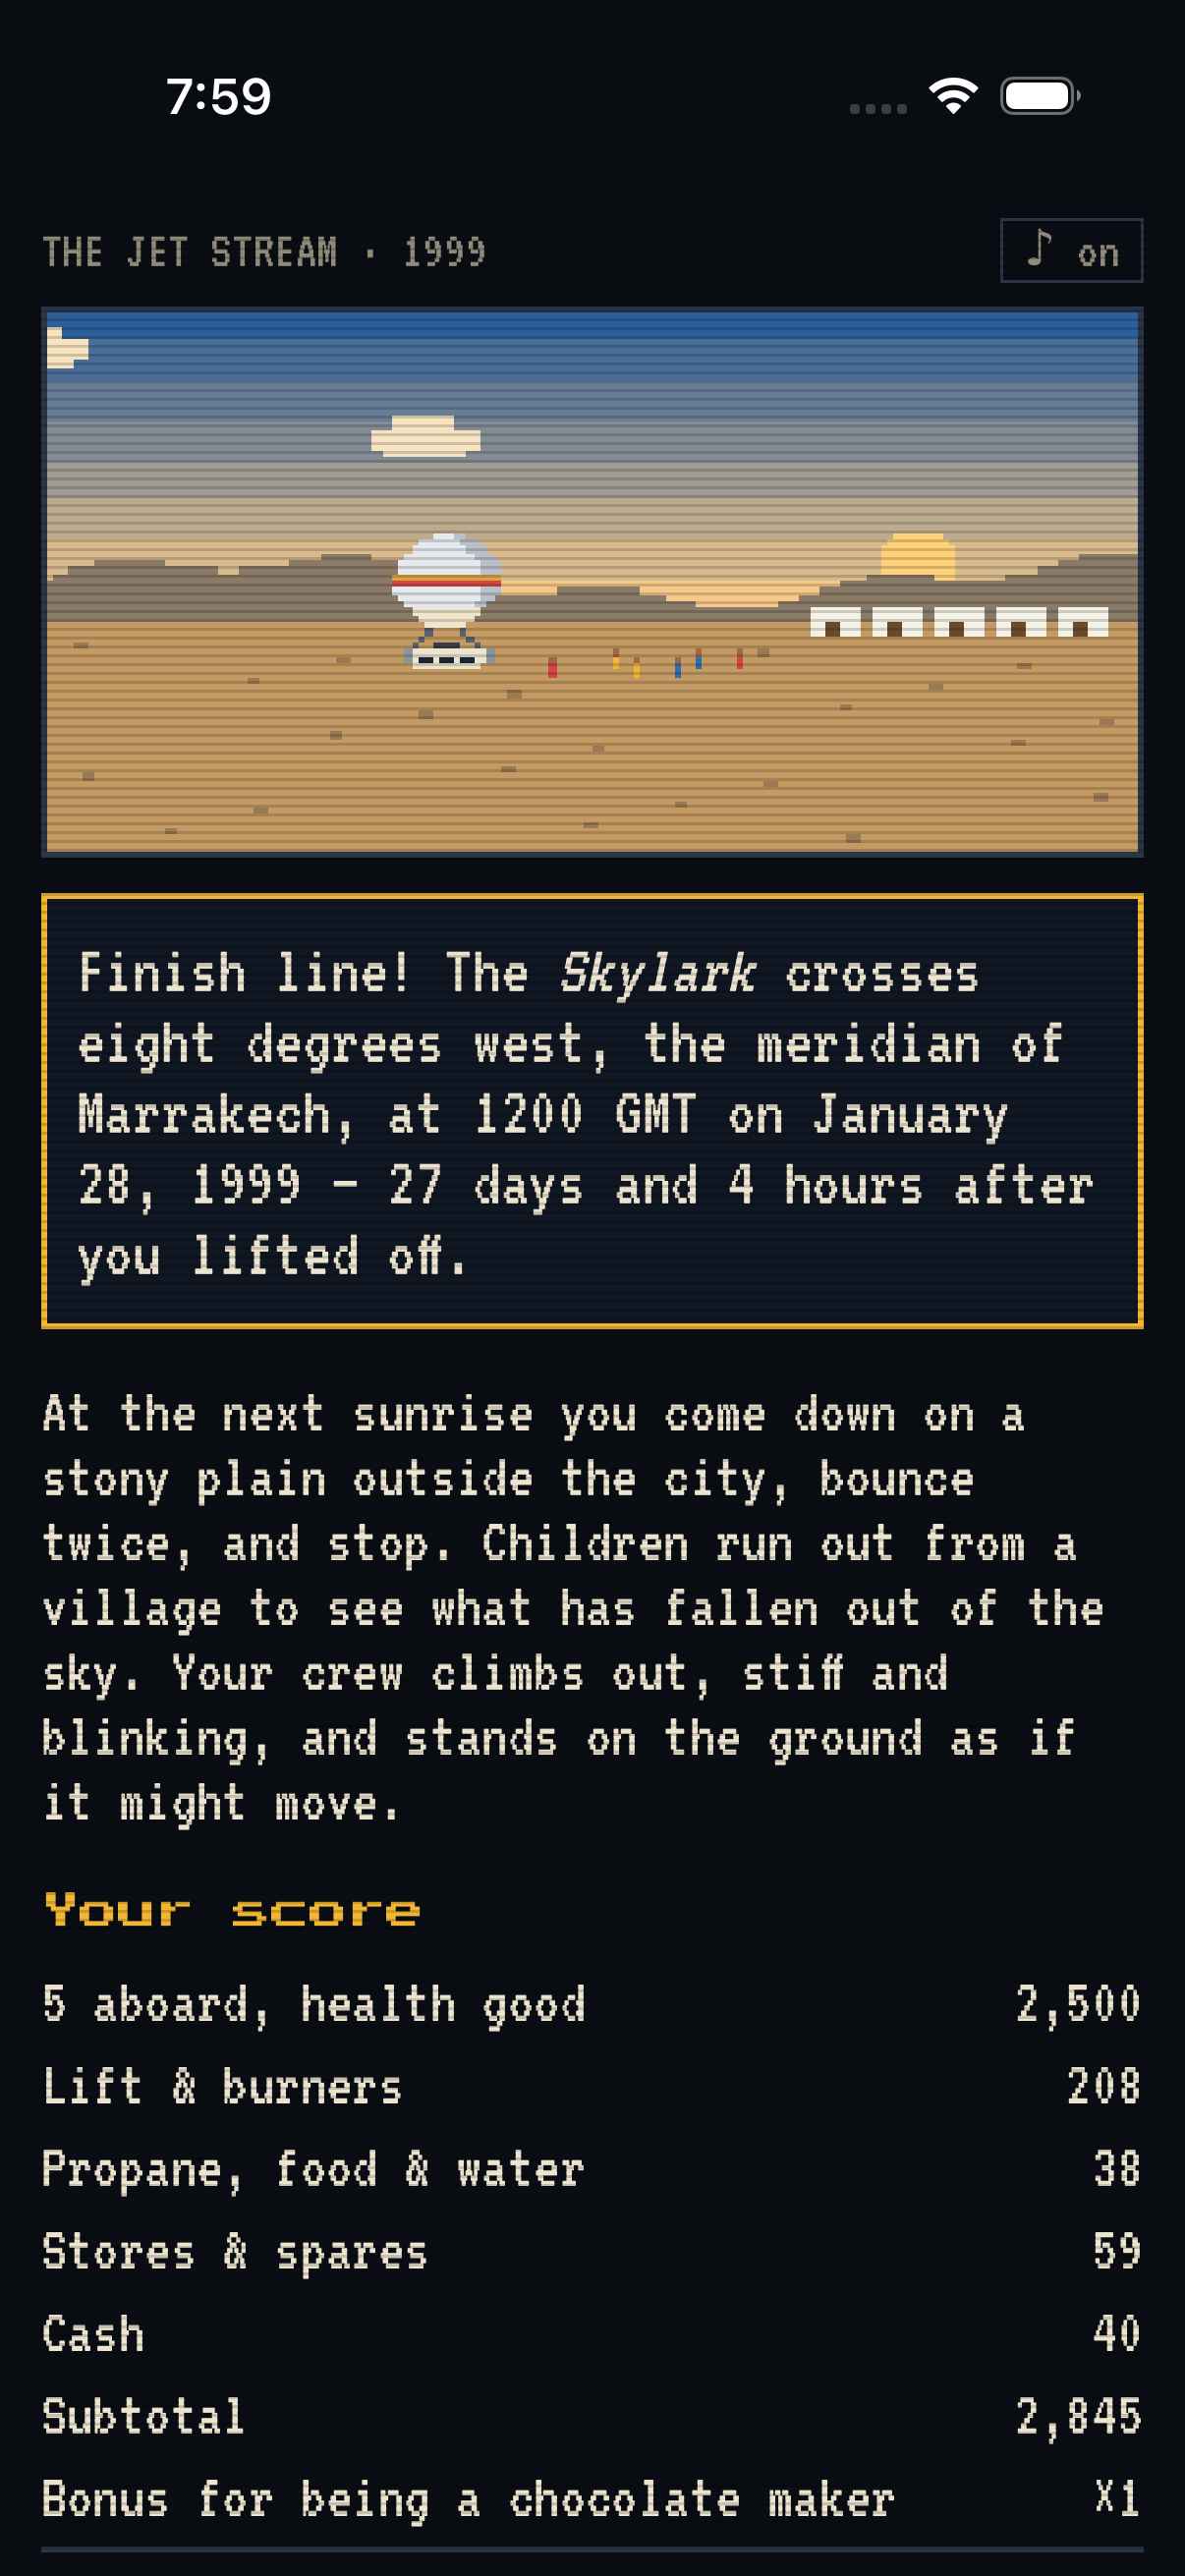 7:59
THE JET STREAM · 1999
♪ on
Finish line! The Skylark crosses
eight degrees west, the meridian of
Marrakech, at 1200 GMT on January
28, 1999 – 27 days and 4 hours after
you lifted off.
At the next sunrise you come down on a
stony plain outside the city, bounce
twice, and stop. Children run out from a
village to see what has fallen out of the
sky. Your crew climbs out, stiff and
blinking, and stands on the ground as if
it might move.
Your score
5 aboard, health good 2,500
Lift & burners 208
Propane, food & water 38
Stores & spares 59
Cash 40
Subtotal 2,845
Bonus for being a chocolate maker ×1